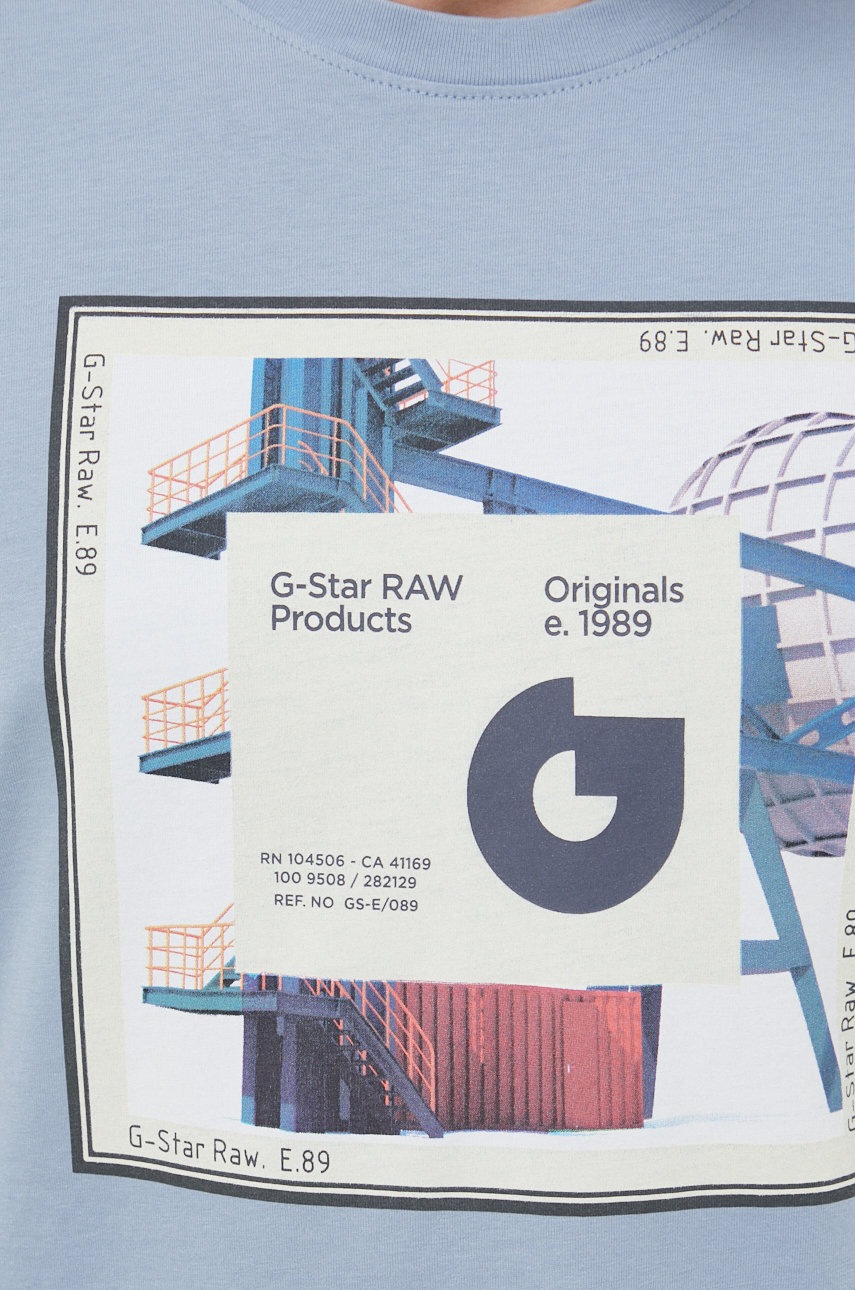 G-Star Raw. E.89
G-Star Raw. E.89
G-Star RAW
Products
Originals
e. 1989
RN 104506 - CA 41169
100 9508 / 282129
REF. NO GS-E/089
G-Star Raw. E.89
G-Star Raw. E.89